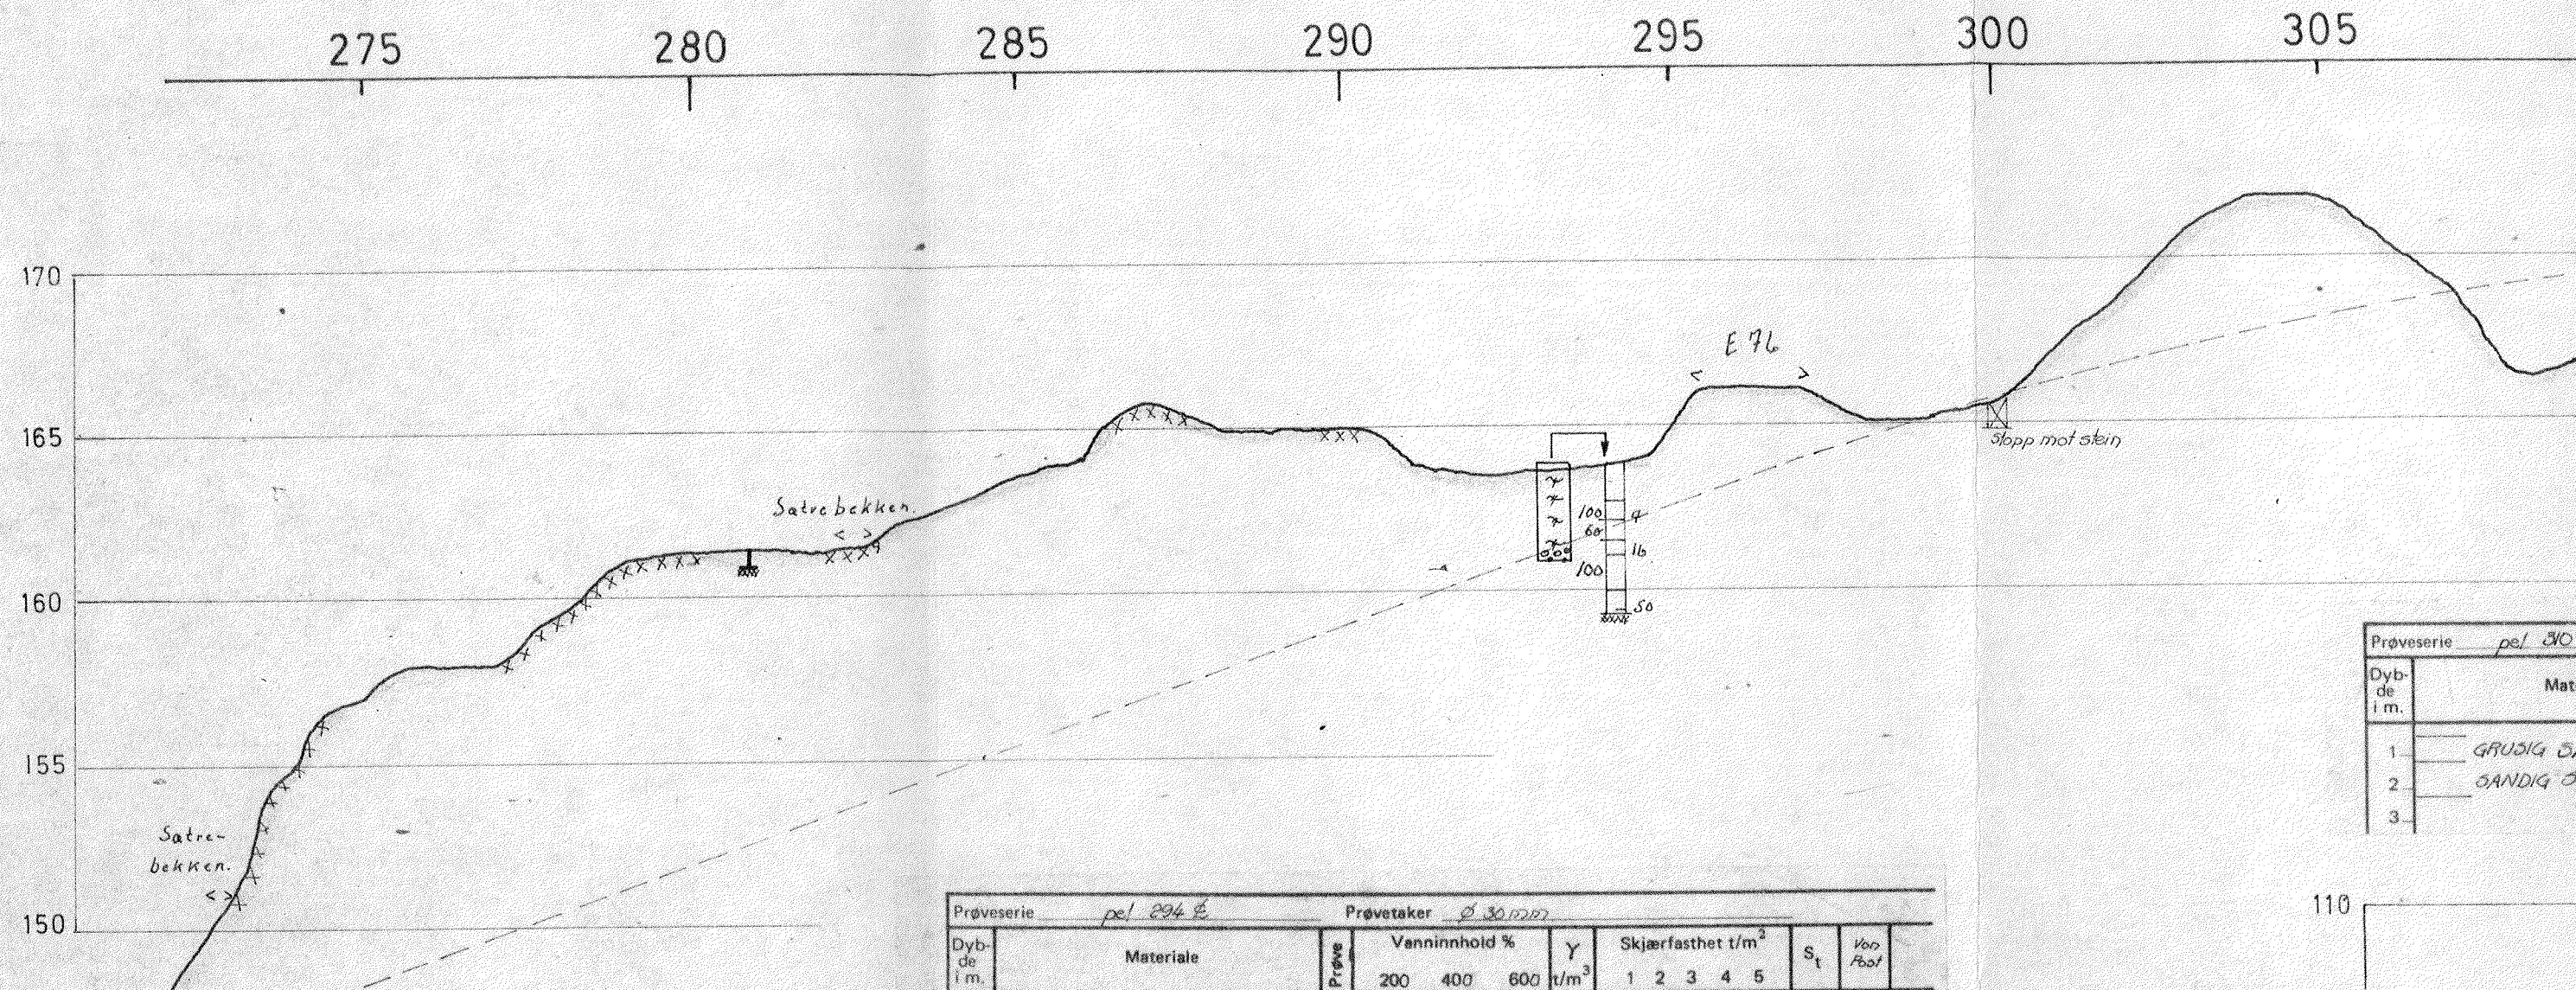 275 280 285 290 295 300 305
170
E 76
165
stopp mot stein
Satrebekken.
< >
100 9
60
16
100
160
50
Prøveserie pel 310
Dyb-
de
i m.
155
1 GRUSIG
2 SANDIG
3
Satre-
bekken.
< >
150
110
Prøveserie pel 294 Prøvetaker Ø 30 mm
Dyb-
de
i m.
Materiale
Prøve
Vanninnhold %
200 400 600
γ
t/m³
Skjærfasthet t/m²
1 2 3 4 5
St
Von
Post